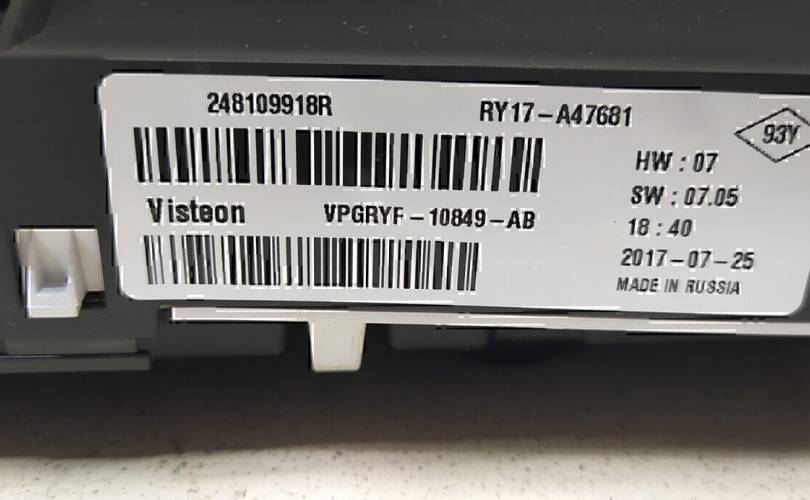 248109918R RY17-A47681
93Y
HW : 07
SW : 07.05
Visteon VPGRYF-10849-AB
18 : 40
2017-07-25
MADE IN RUSSIA